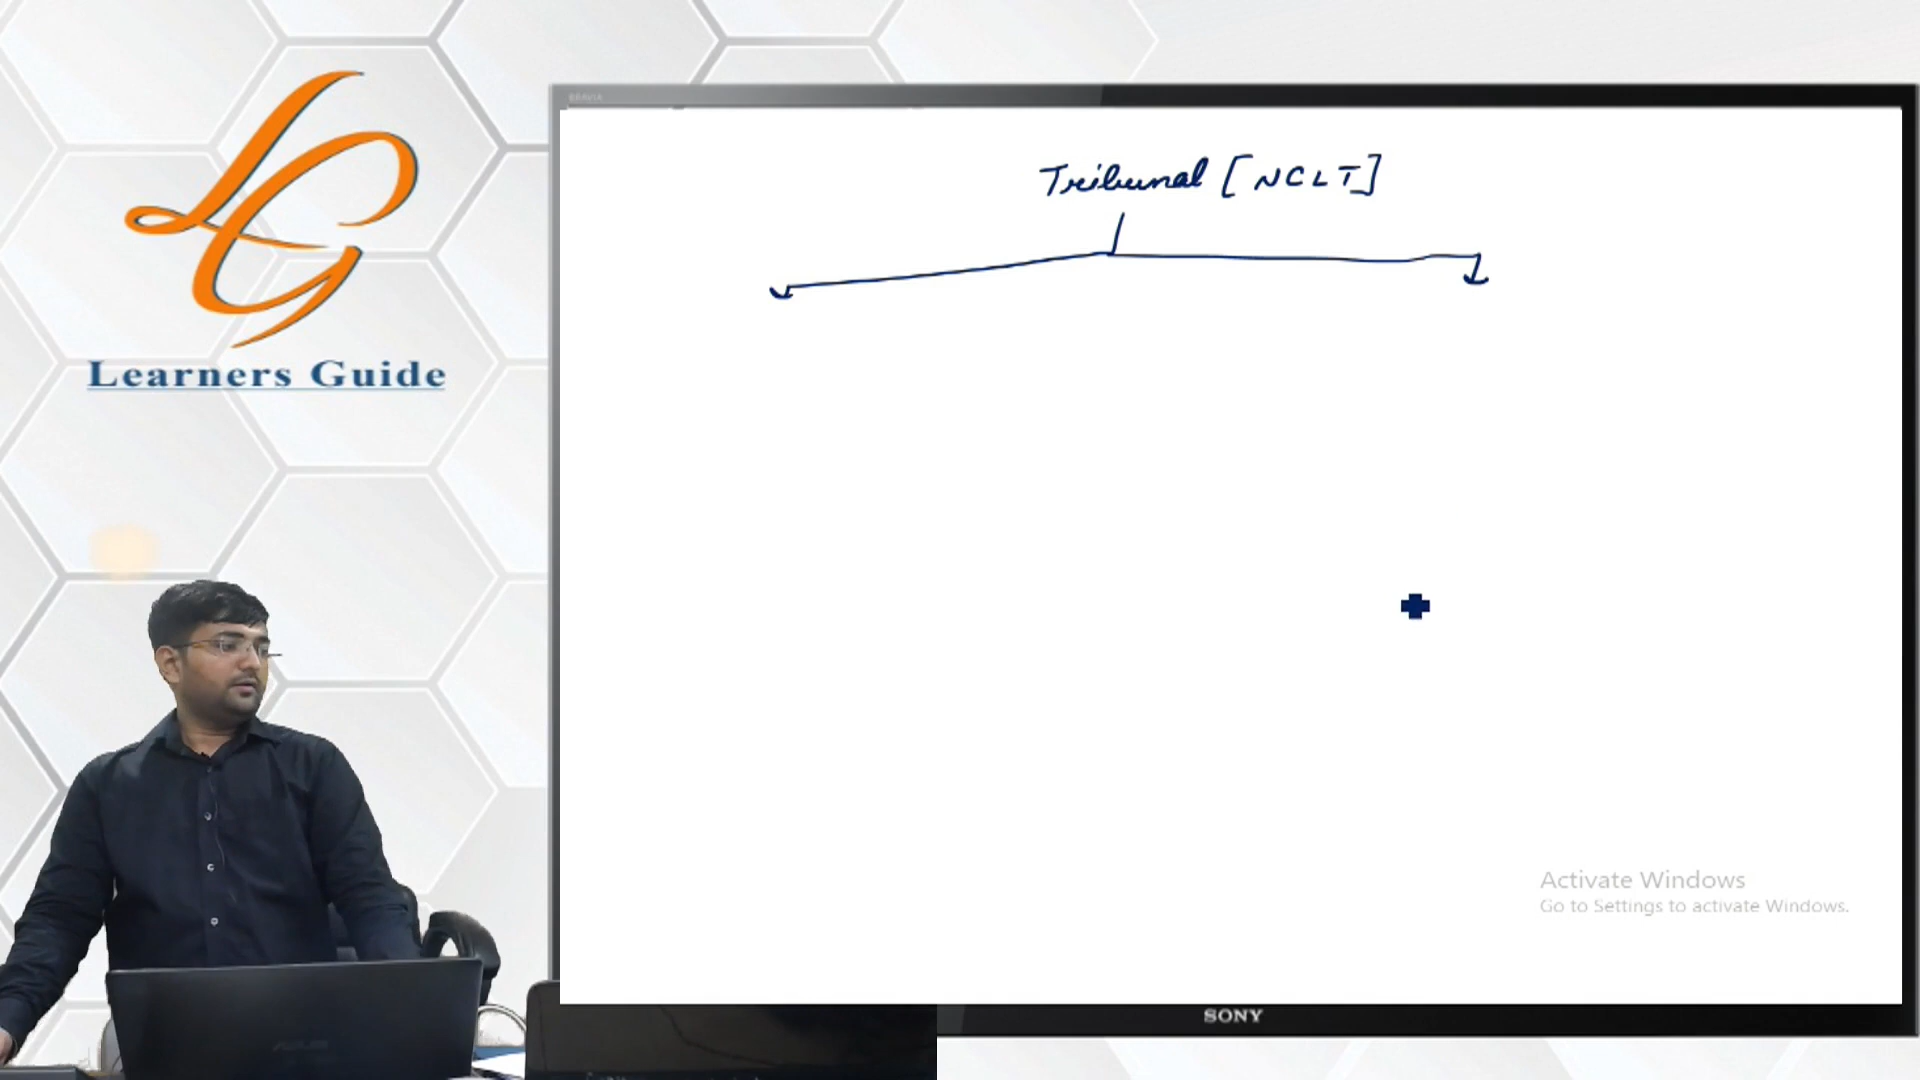 Learners Guide
Tribunal [NCLT]
Activate Windows
Go to Settings to activate Windows.
SONY